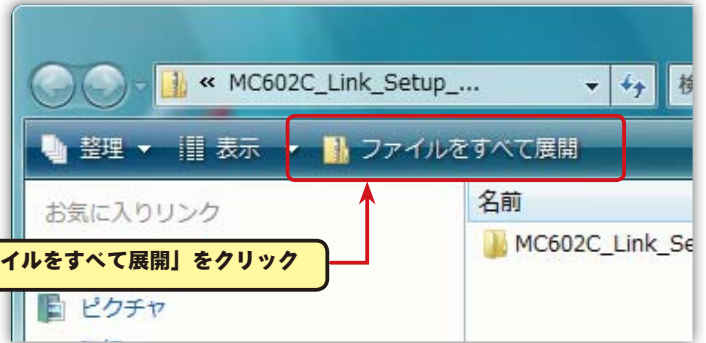 « MC602C_Link_Setup_...
検
整理 表示 ファイルをすべて展開
お気に入りリンク
名前
MC602C_Link_Se
イルをすべて展開」をクリック
ピクチャ